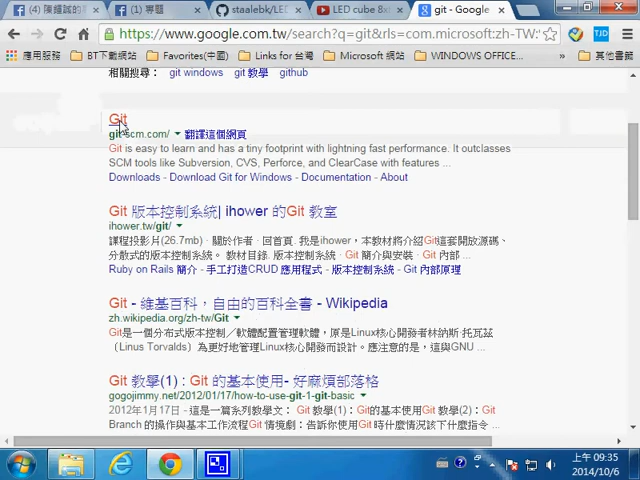 (4) 陳鍾誠的
(1) 專題
staalebk/LED
LED cube 8x
git - Google
https://www.google.com.tw/search?q=git&rls=com.microsoft:zh-TW:
應用服務 BT下載網站 Favorites(中國) Links for 台灣 Microsoft 網站 WINDOWS OFFICE...
相關搜尋： git windows git 教學 github
Git
git-scm.com/ 翻譯這個網頁
Git is easy to learn and has a tiny footprint with lightning fast performance. It outclasses
SCM tools like Subversion, CVS, Perforce, and ClearCase with features ...
Downloads - Download Git for Windows - Documentation - About
Git 版本控制系統| ihower 的Git 教室
ihower.tw/git/
課程投影片(26.7mb) · 關於作者 · 回首頁. 我是ihower，本教材將介紹Git這套開放源碼、
分散式的版本控制系統。 教材目錄. 版本控制系統 · Git 簡介與安裝 · Git 內部 ...
Ruby on Rails 簡介 - 手工打造CRUD 應用程式 - 版本控制系統 - Git 內部原理
Git - 維基百科，自由的百科全書 - Wikipedia
zh.wikipedia.org/zh-tw/Git
Git是一個分布式版本控制／軟體配置管理軟體，原是Linux核心開發者林納斯·托瓦茲
（Linus Torvalds）為更好地管理Linux核心開發而設計。應注意的是，這與GNU ...
Git 教學(1) : Git 的基本使用- 好麻煩部落格
gogojimmy.net/2012/01/17/how-to-use-git-1-git-basic
2012年1月17日 - 這是一篇系列教學文： Git 教學(1)：Git的基本使用 Git 教學(2)：Git
Branch 的操作與基本工作流程Git 情境劇：告訴你使用Git 時什麼情況該下什麼指令 ...
TJD
上午 09:35
2014/10/6